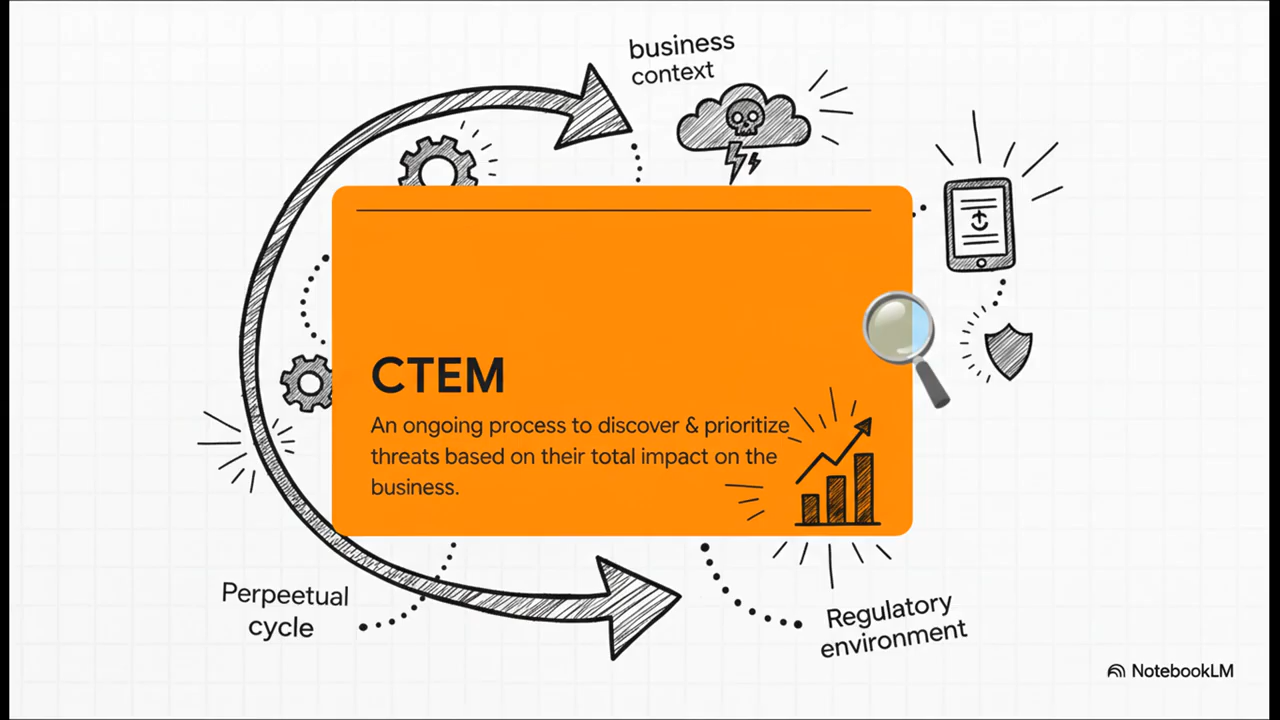 business
context
CTEM
An ongoing process to discover & prioritize
threats based on their total impact on the
business.
Perpeetual
cycle
Regulatory
environment
NotebookLM